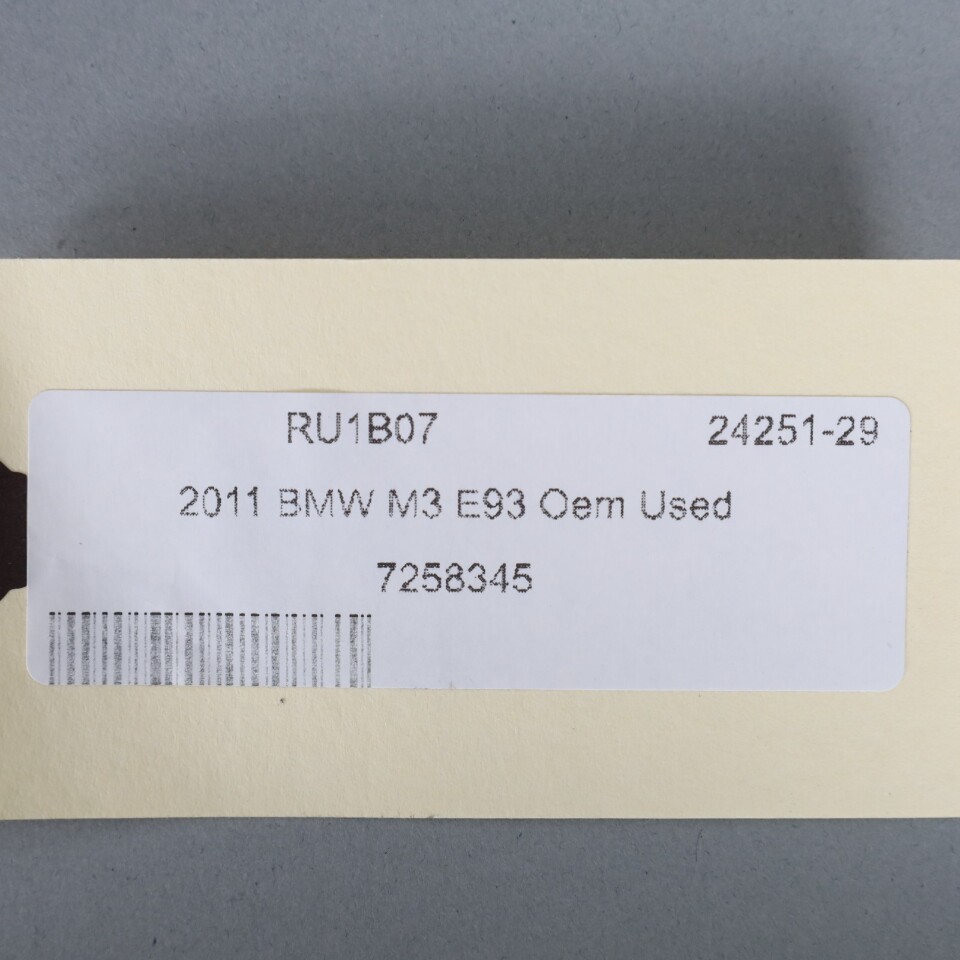 RU1B07 24251-29
2011 BMW M3 E93 Oem Used
7258345